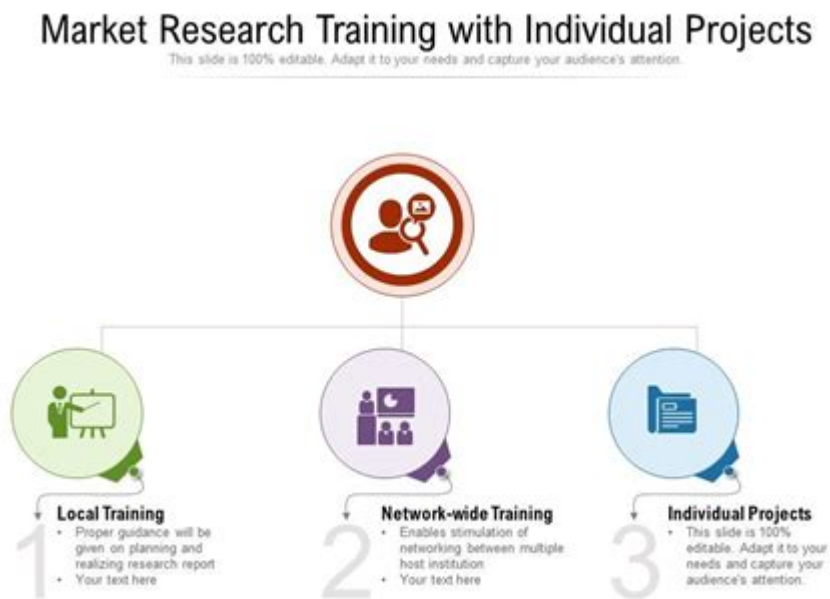 Market Research Training with Individual Projects
This slide is 100% editable. Adapt it to your needs and capture your audience's attention.
1
Local Training
• Proper guidance will be
given on planning and
realizing research report
• Your text here
2
Network-wide Training
• Enables stimulation of
networking between multiple
host institution
• Your text here
3
Individual Projects
• This slide is 100%
editable. Adapt it to your
needs and capture your
audience's attention.